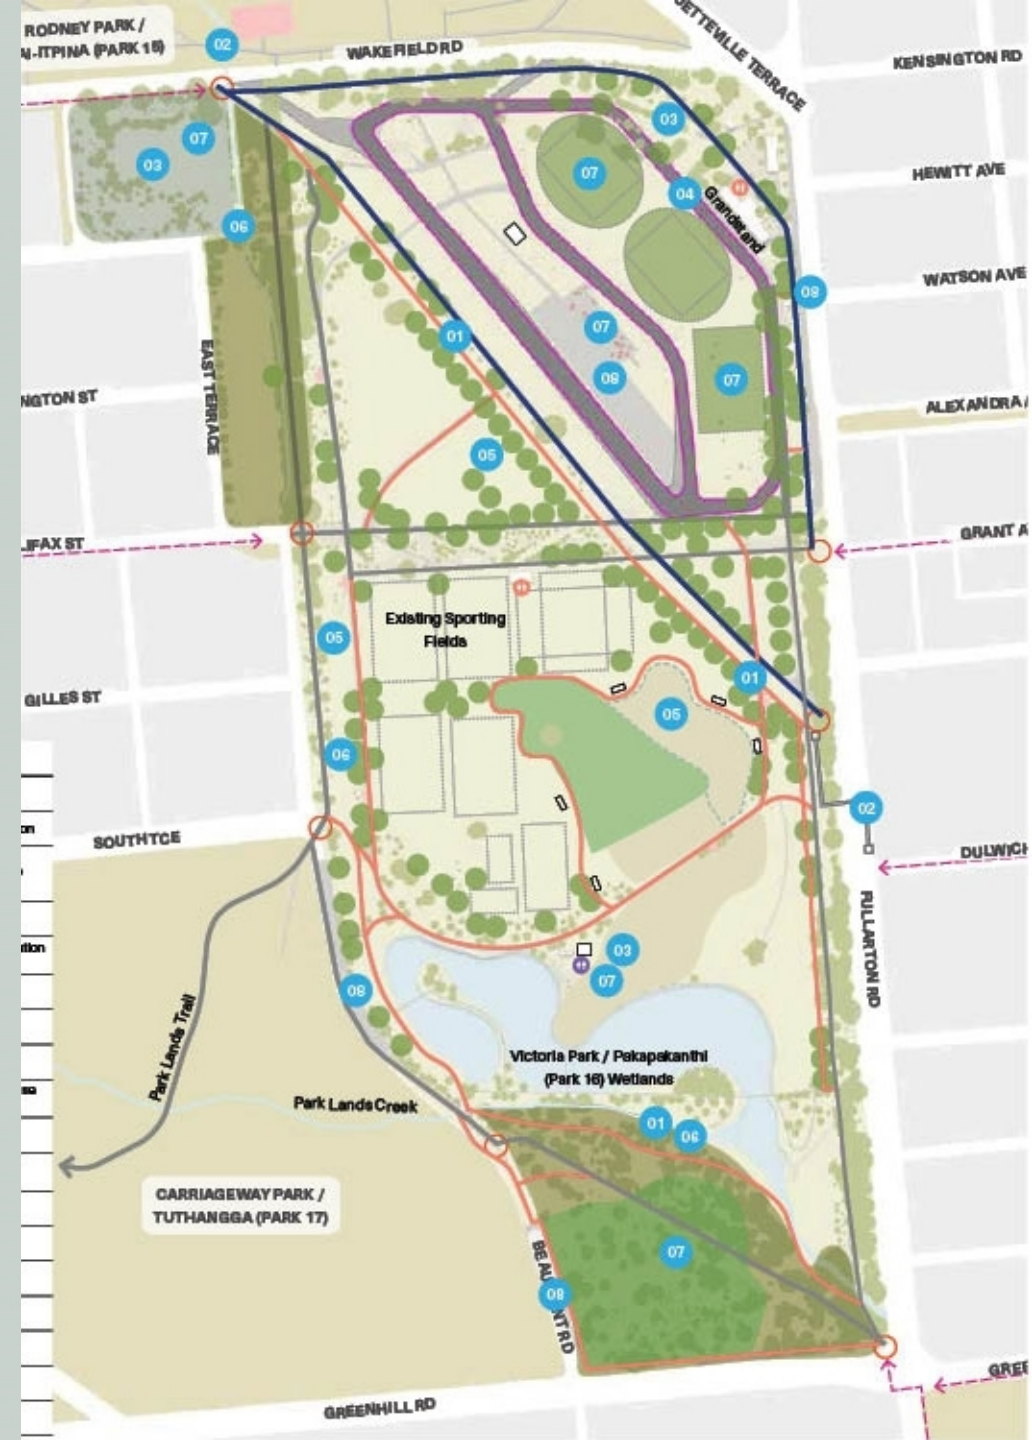 RODNEY PARK /
N-ITPINA (PARK 15)
02
WAKEFIELD RD
KENSINGTON RD
03
07
03
07
HEWITT AVE
04
Grandstand
06
WATSON AVE
08
01
07
EAST TERRACE
08
07
NGTON ST
ALEXANDRA
05
LIFAX ST
GRANT A
Existing Sporting
Fields
05
GILLES ST
01
05
06
02
SOUTH TCE
DULWICH
FULLARTON RD
03
07
08
Park Lands Trail
Victoria Park / Pakapakanthi
(Park 16) Wetlands
Park Lands Creek
01
06
CARRIAGEWAY PARK /
TUTHANGGA (PARK 17)
07
08
GREENHILL RD